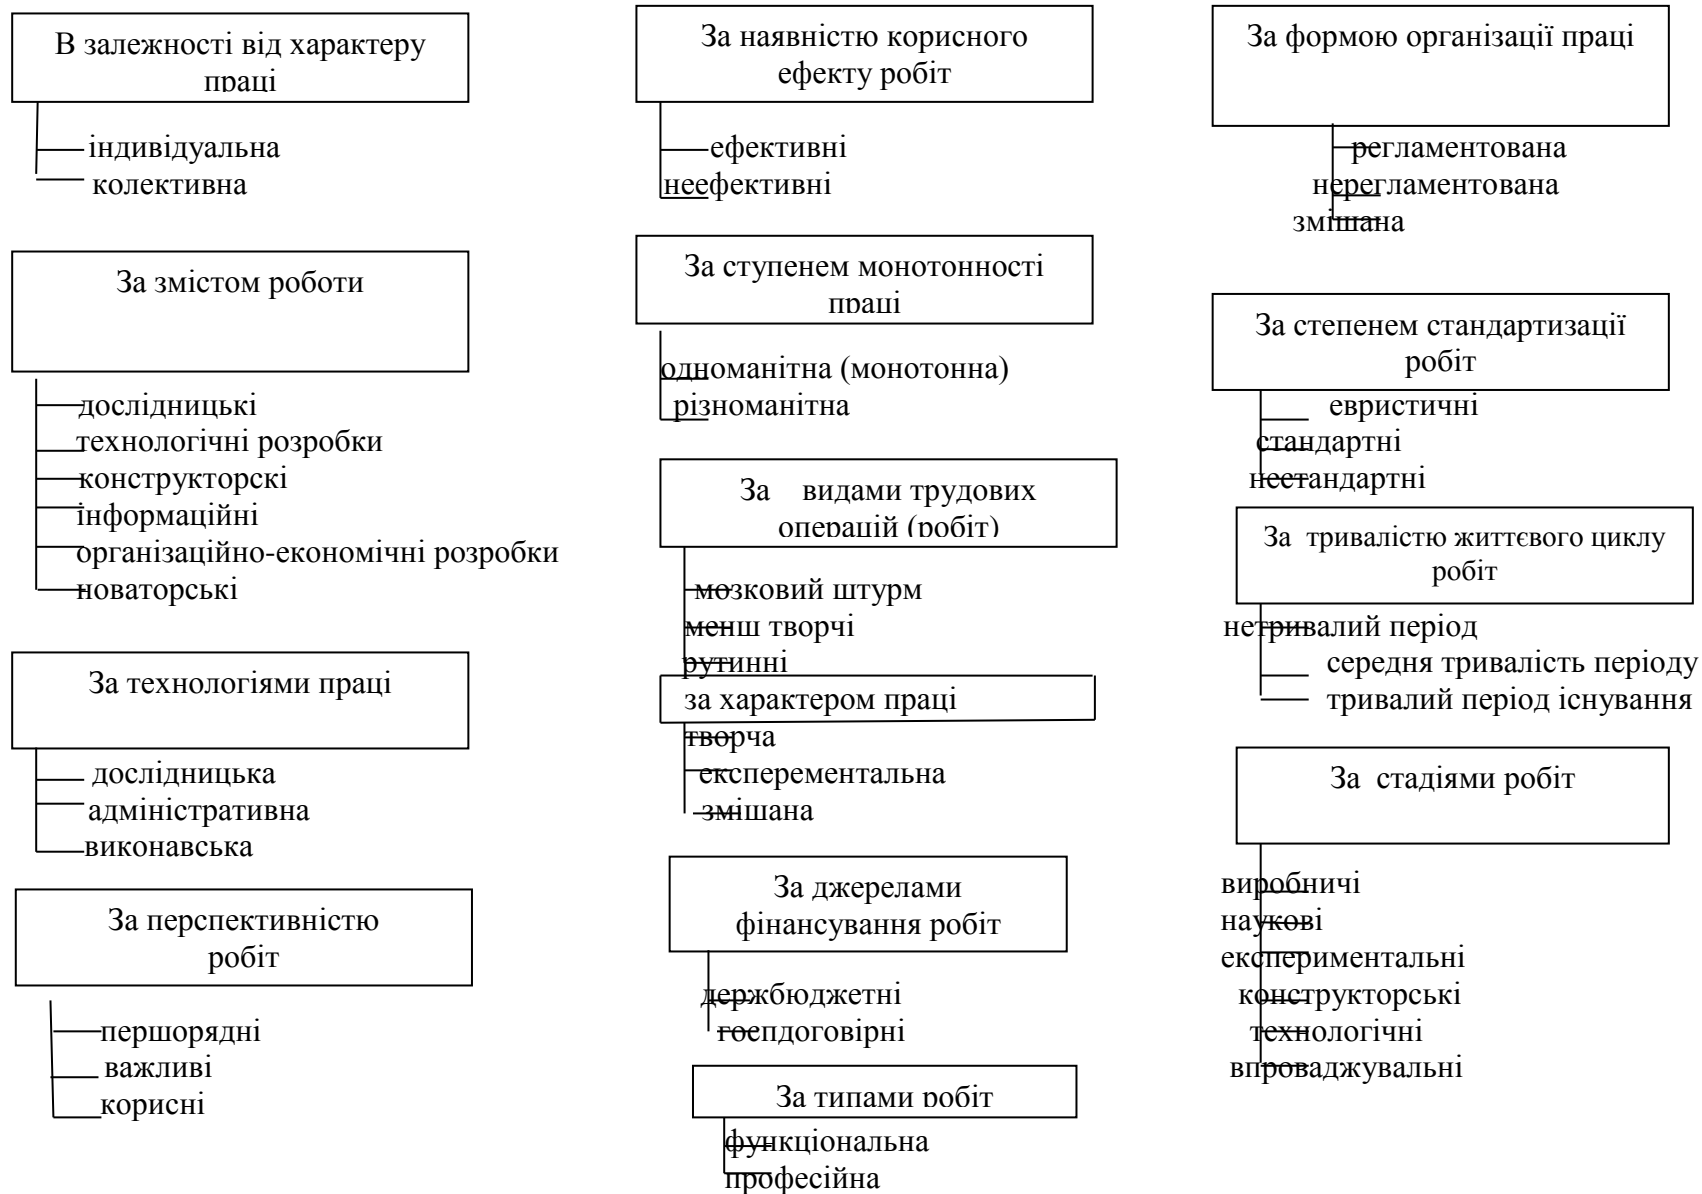 В залежності від характеру
праці
індивідуальна
колективна
За змістом роботи
дослідницькі
технологічні розробки
конструкторскі
інформаційні
організаційно-економічні розробки
новаторські
За технологіями праці
дослідницька
адміністративна
виконавська
За перспективністю
робіт
першорядні
важливі
корисні
За наявністю корисного
ефекту робіт
ефективні
неефективні
За ступенем монотонності
праці
одноманітна (монотонна)
різноманітна
За видами трудових
операцій (робіт)
мозковий штурм
менш творчі
рутинні
за характером праці
творча
експерементальна
змішана
За джерелами
фінансування робіт
держбюджетні
госпдоговірні
За типами робіт
функціональна
професійна
За формою організації праці
регламентована
нерегламентована
змішана
За степенем стандартизації
робіт
евристичні
стандартні
нестандартні
За тривалістю життєвого циклу
робіт
нетривалий період
середня тривалість періоду
тривалий період існування
За стадіями робіт
виробничі
наукові
експериментальні
конструкторські
технологічні
впроваджувальні